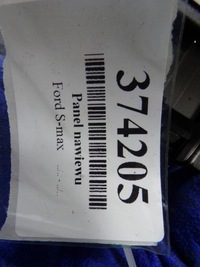 374205
Panel nawiewu
Ford S-max ../.. - ../..